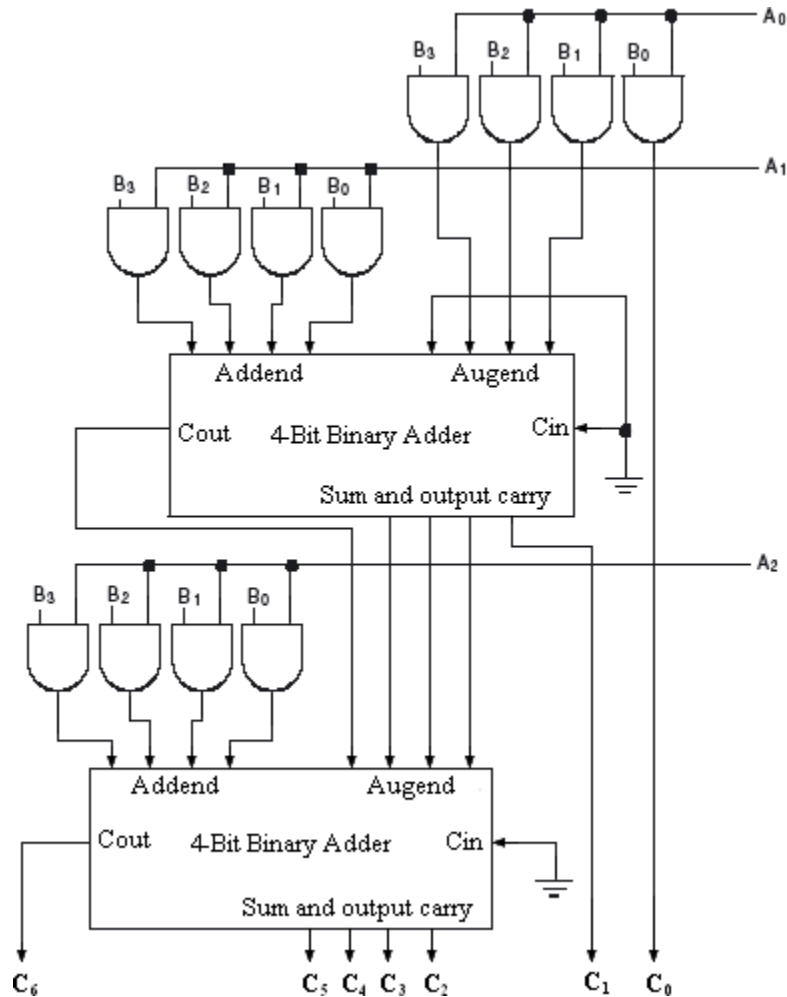 A₀
B₃ B₂ B₁ B₀
A₁
B₃ B₂ B₁ B₀
Addend Augend
Cout 4-Bit Binary Adder Cin
Sum and output carry
A₂
B₃ B₂ B₁ B₀
Addend Augend
Cout 4-Bit Binary Adder Cin
Sum and output carry
C₆ C₅ C₄ C₃ C₂ C₁ C₀